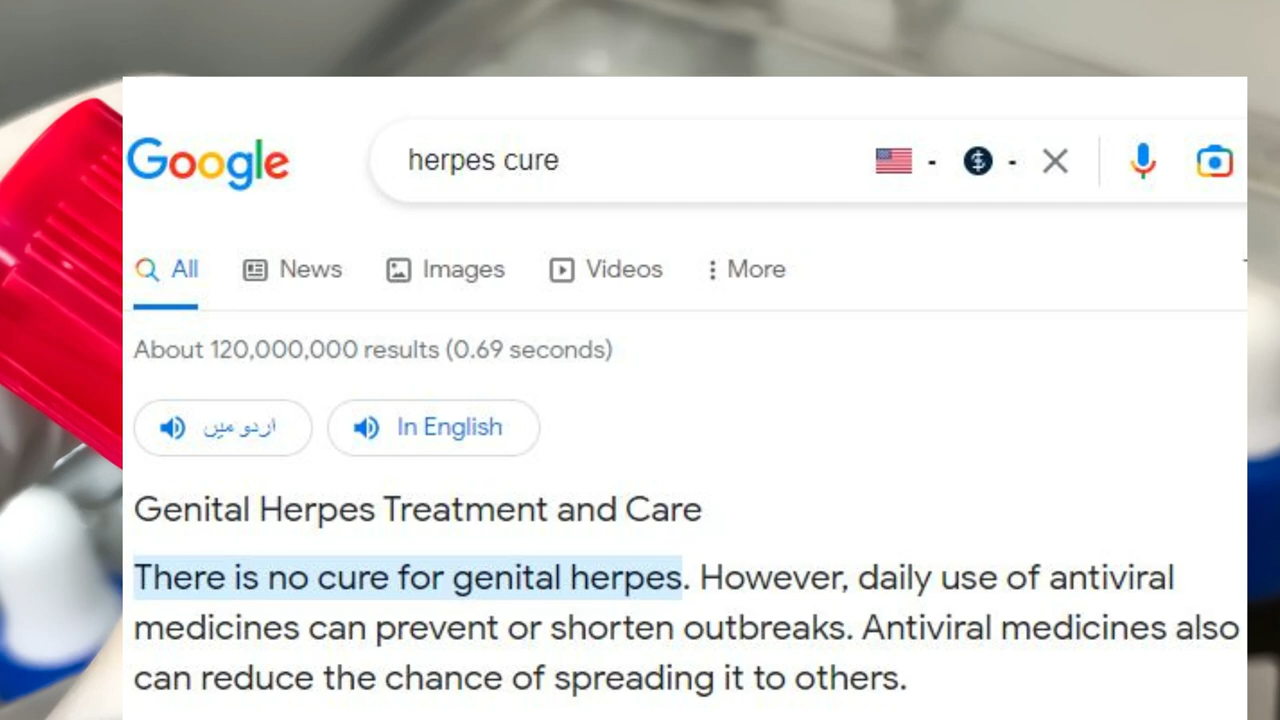 Google
herpes cure
All News Images Videos More
About 120,000,000 results (0.69 seconds)
اردو میں In English
Genital Herpes Treatment and Care
There is no cure for genital herpes. However, daily use of antiviral
medicines can prevent or shorten outbreaks. Antiviral medicines also
can reduce the chance of spreading it to others.